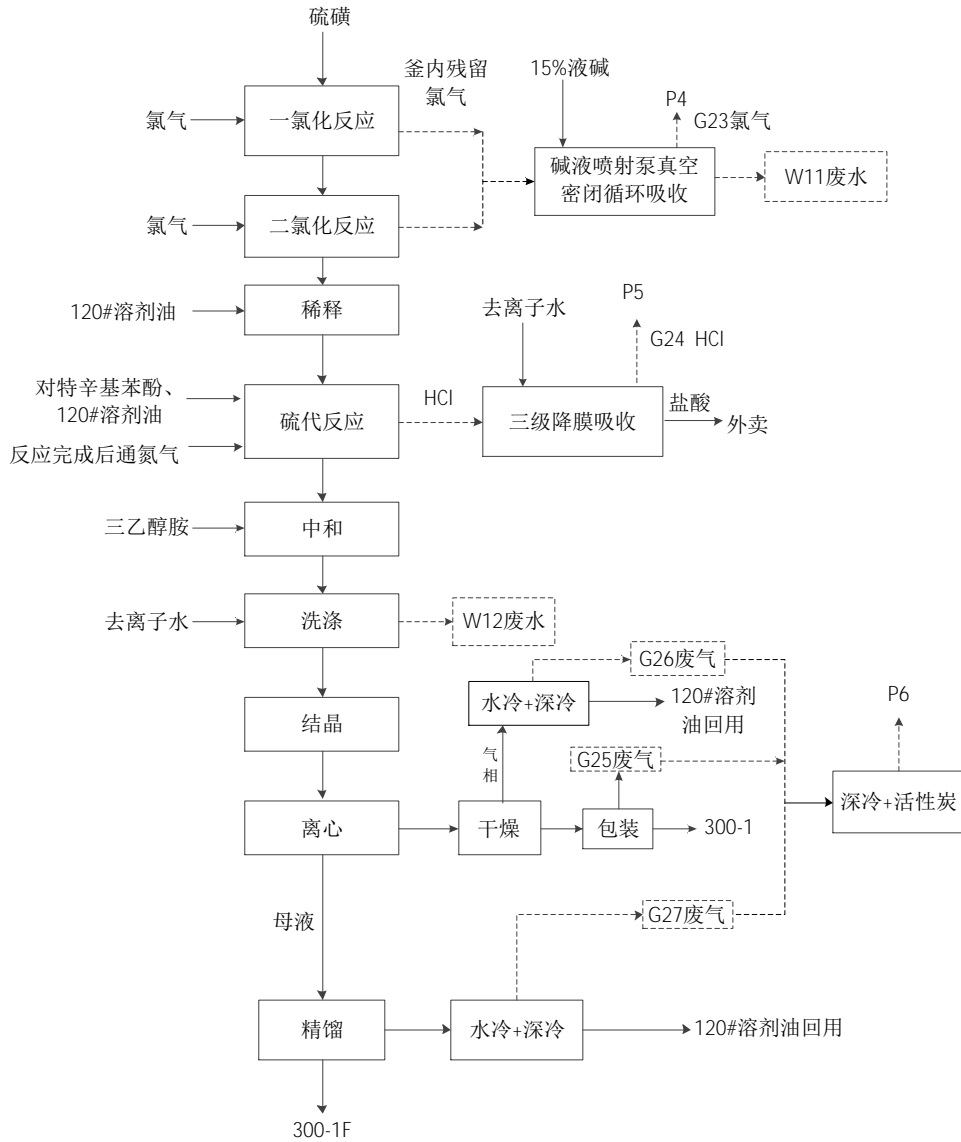 硫磺
釜内残留
氯气
15%液碱
P4
G23氯气
氯气
一氯化反应
碱液喷射泵真空
密闭循环吸收
W11废水
氯气
二氯化反应
120#溶剂油
稀释
去离子水
P5
G24 HCl
对特辛基苯酚、
120#溶剂油
反应完成后通氮气
硫代反应
HCl
三级降膜吸收
盐酸
外卖
三乙醇胺
中和
去离子水
洗涤
W12废水
G26废气
水冷+深冷
120#溶剂
油回用
P6
结晶
气
相
G25废气
深冷+活性炭
离心
干燥
包装
300-1
母液
G27废气
精馏
水冷+深冷
120#溶剂油回用
300-1F